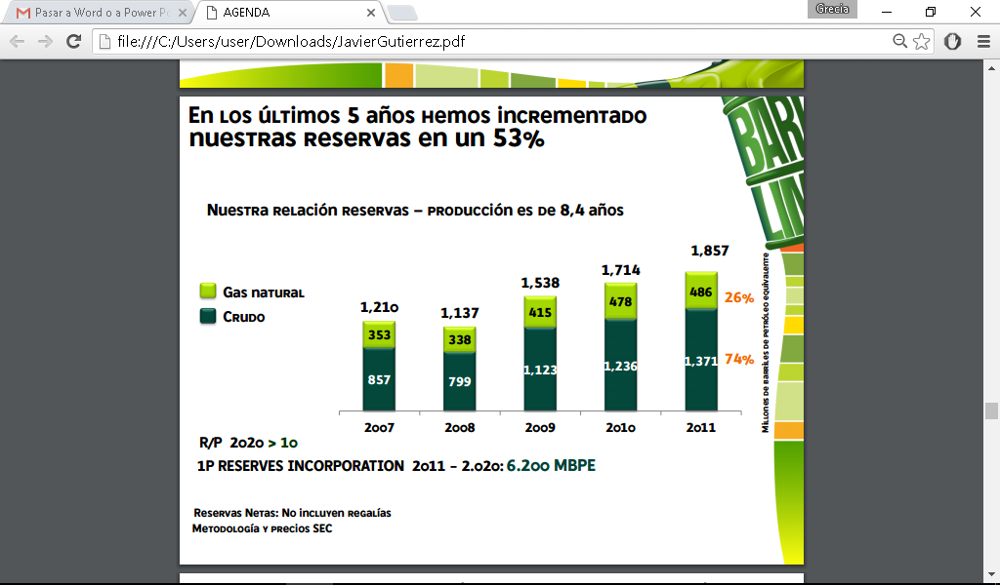 Pasar a Word o a Power P
AGENDA
Grecia
file:///C:/Users/user/Downloads/JavierGutierrez.pdf
En los últimos 5 años hemos incrementado
nuestras reservas en un 53%
BAR
LIN
Nuestra relación reservas – producción es de 8,4 años
Gas natural
Crudo
1,210
1,137
1,538
1,714
1,857
353
338
415
478
486
26%
857
799
1,123
1,236
1,371
74%
2007
2008
2009
2010
2011
Millones de barriles de petróleo equivalente
R/P 2020 > 10
1P RESERVES INCORPORATION 2011 – 2.020: 6.200 MBPE
Reservas Netas: No incluyen regalías
Metodología y precios SEC